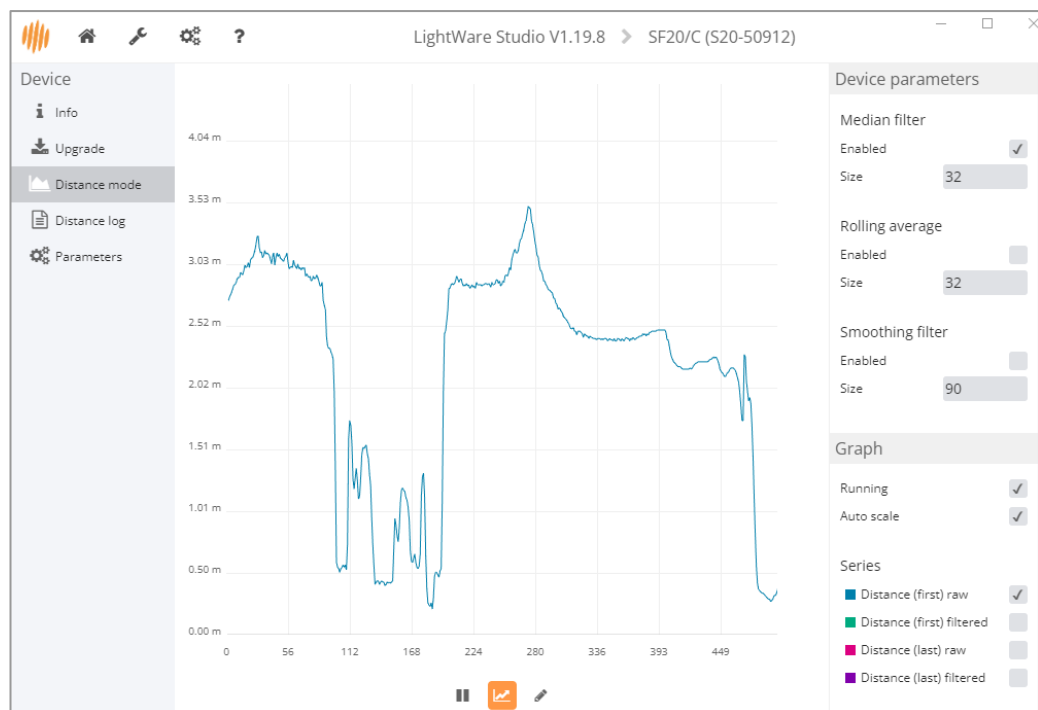 ? LightWare Studio V1.19.8 SF20/C (S20-50912)
Device
Info
Upgrade
Distance mode
Distance log
Parameters
4.04 m
3.53 m
3.03 m
2.52 m
2.02 m
1.51 m
1.01 m
0.50 m
0.00 m
0 56 112 168 224 280 336 393 449
Device parameters
Median filter
Enabled
Size 32
Rolling average
Enabled
Size 32
Smoothing filter
Enabled
Size 90
Graph
Running
Auto scale
Series
Distance (first) raw
Distance (first) filtered
Distance (last) raw
Distance (last) filtered